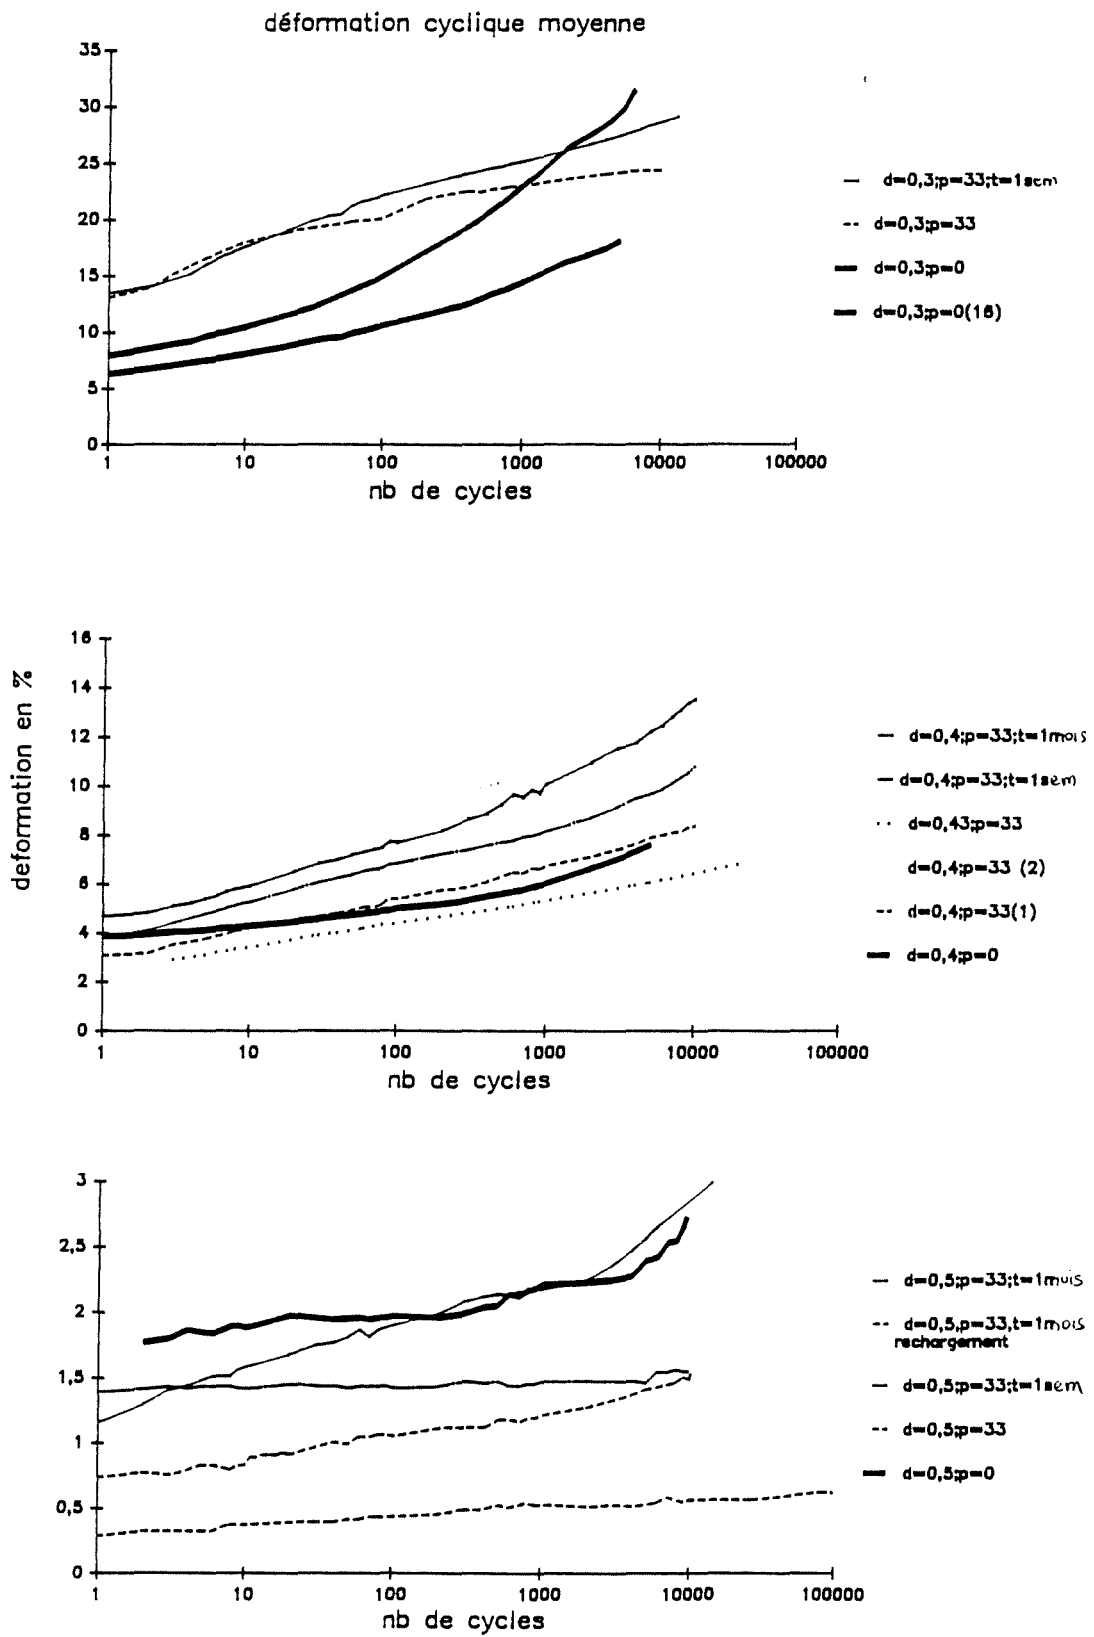 déformation cyclique moyenne
35
30
25
20
15
10
5
0
1 10 100 1000 10000 100000
nb de cycles
d=0,3;p=33;t=1sem
d=0,3;p=33
d=0,3;p=0
d=0,3;p=0(16)
deformation en %
16
14
12
10
8
6
4
2
0
1 10 100 1000 10000 100000
nb de cycles
d=0,4;p=33;t=1mois
d=0,4;p=33;t=1sem
d=0,43;p=33
d=0,4;p=33 (2)
d=0,4;p=33(1)
d=0,4;p=0
3
2,5
2
1,5
1
0,5
0
1 10 100 1000 10000 100000
nb de cycles
d=0,5;p=33;t=1mois
d=0,5,p=33,t=1mois
rechargement
d=0,5;p=33;t=1sem
d=0,5;p=33
d=0,5;p=0